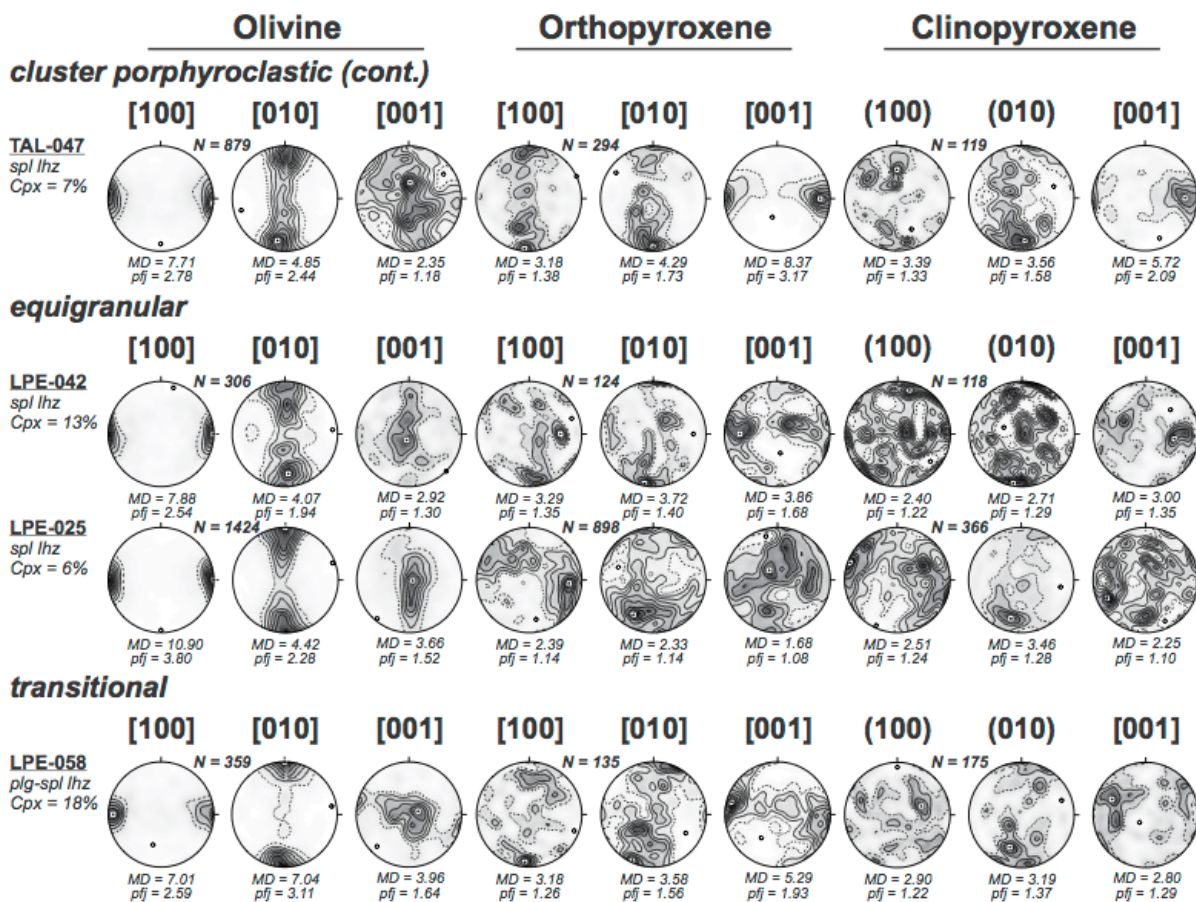 Olivine Orthopyroxene Clinopyroxene
cluster porphyroclastic (cont.)
[100] [010] [001] [100] [010] [001] (100) (010) [001]
TAL-047 N = 879 N = 294 N = 119
spl lhz
Cpx = 7%
MD = 7.71 MD = 4.85 MD = 2.35 MD = 3.18 MD = 4.29 MD = 8.37 MD = 3.39 MD = 3.56 MD = 5.72
pfj = 2.78 pfj = 2.44 pfj = 1.18 pfj = 1.38 pfj = 1.73 pfj = 3.17 pfj = 1.33 pfj = 1.58 pfj = 2.09
equigranular
[100] [010] [001] [100] [010] [001] (100) (010) [001]
LPE-042 N = 306 N = 124 N = 118
spl lhz
Cpx = 13%
MD = 7.88 MD = 4.07 MD = 2.92 MD = 3.29 MD = 3.72 MD = 3.86 MD = 2.40 MD = 2.71 MD = 3.00
pfj = 2.54 pfj = 1.94 pfj = 1.30 pfj = 1.35 pfj = 1.40 pfj = 1.68 pfj = 1.22 pfj = 1.29 pfj = 1.35
LPE-025 N = 1424 N = 898 N = 366
spl lhz
Cpx = 6%
MD = 10.90 MD = 4.42 MD = 3.66 MD = 2.39 MD = 2.33 MD = 1.68 MD = 2.51 MD = 3.46 MD = 2.25
pfj = 3.80 pfj = 2.28 pfj = 1.52 pfj = 1.14 pfj = 1.14 pfj = 1.08 pfj = 1.24 pfj = 1.28 pfj = 1.10
transitional
[100] [010] [001] [100] [010] [001] (100) (010) [001]
LPE-058 N = 359 N = 135 N = 175
plg-spl lhz
Cpx = 18%
MD = 7.01 MD = 7.04 MD = 3.96 MD = 3.18 MD = 3.58 MD = 5.29 MD = 2.90 MD = 3.19 MD = 2.80
pfj = 2.59 pfj = 3.11 pfj = 1.64 pfj = 1.26 pfj = 1.56 pfj = 1.93 pfj = 1.22 pfj = 1.37 pfj = 1.29